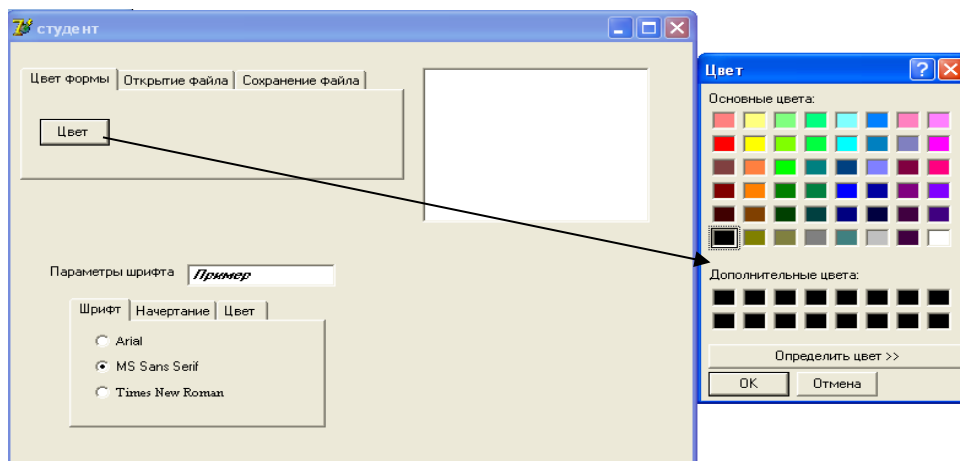 студент
Цвет формы Открытие файла Сохранение файла
Цвет
Параметры шрифта Пример
Шрифт Начертание Цвет
Arial
MS Sans Serif
Times New Roman
Цвет
Основные цвета:
Дополнительные цвета:
Определить цвет >>
OK Отмена